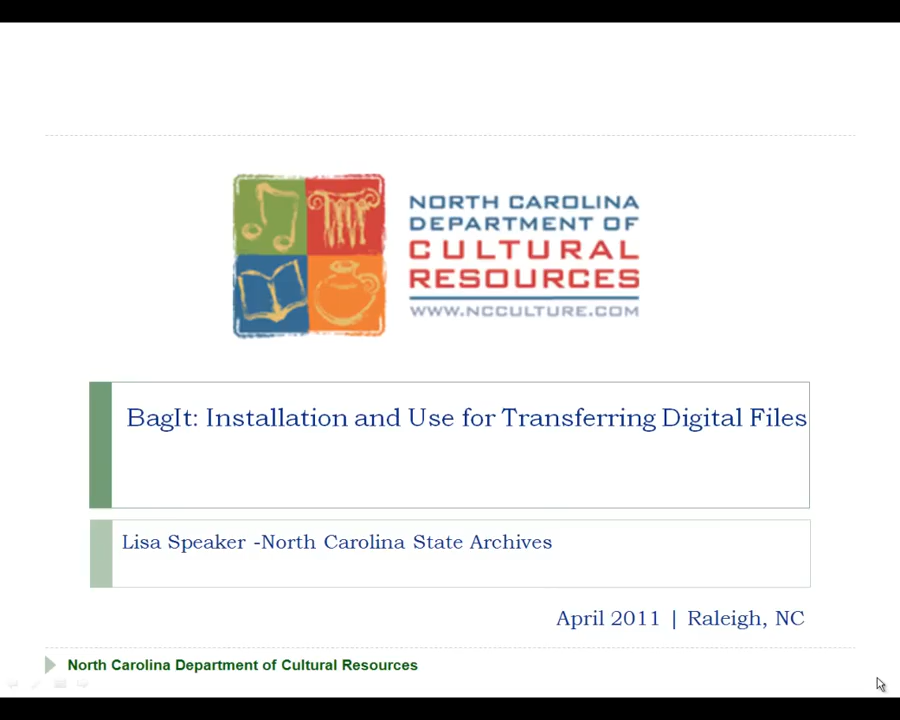 NORTH CAROLINA
DEPARTMENT OF
CULTURAL
RESOURCES
WWW.NCCULTURE.COM
BagIt: Installation and Use for Transferring Digital Files
Lisa Speaker -North Carolina State Archives
April 2011 | Raleigh, NC
North Carolina Department of Cultural Resources